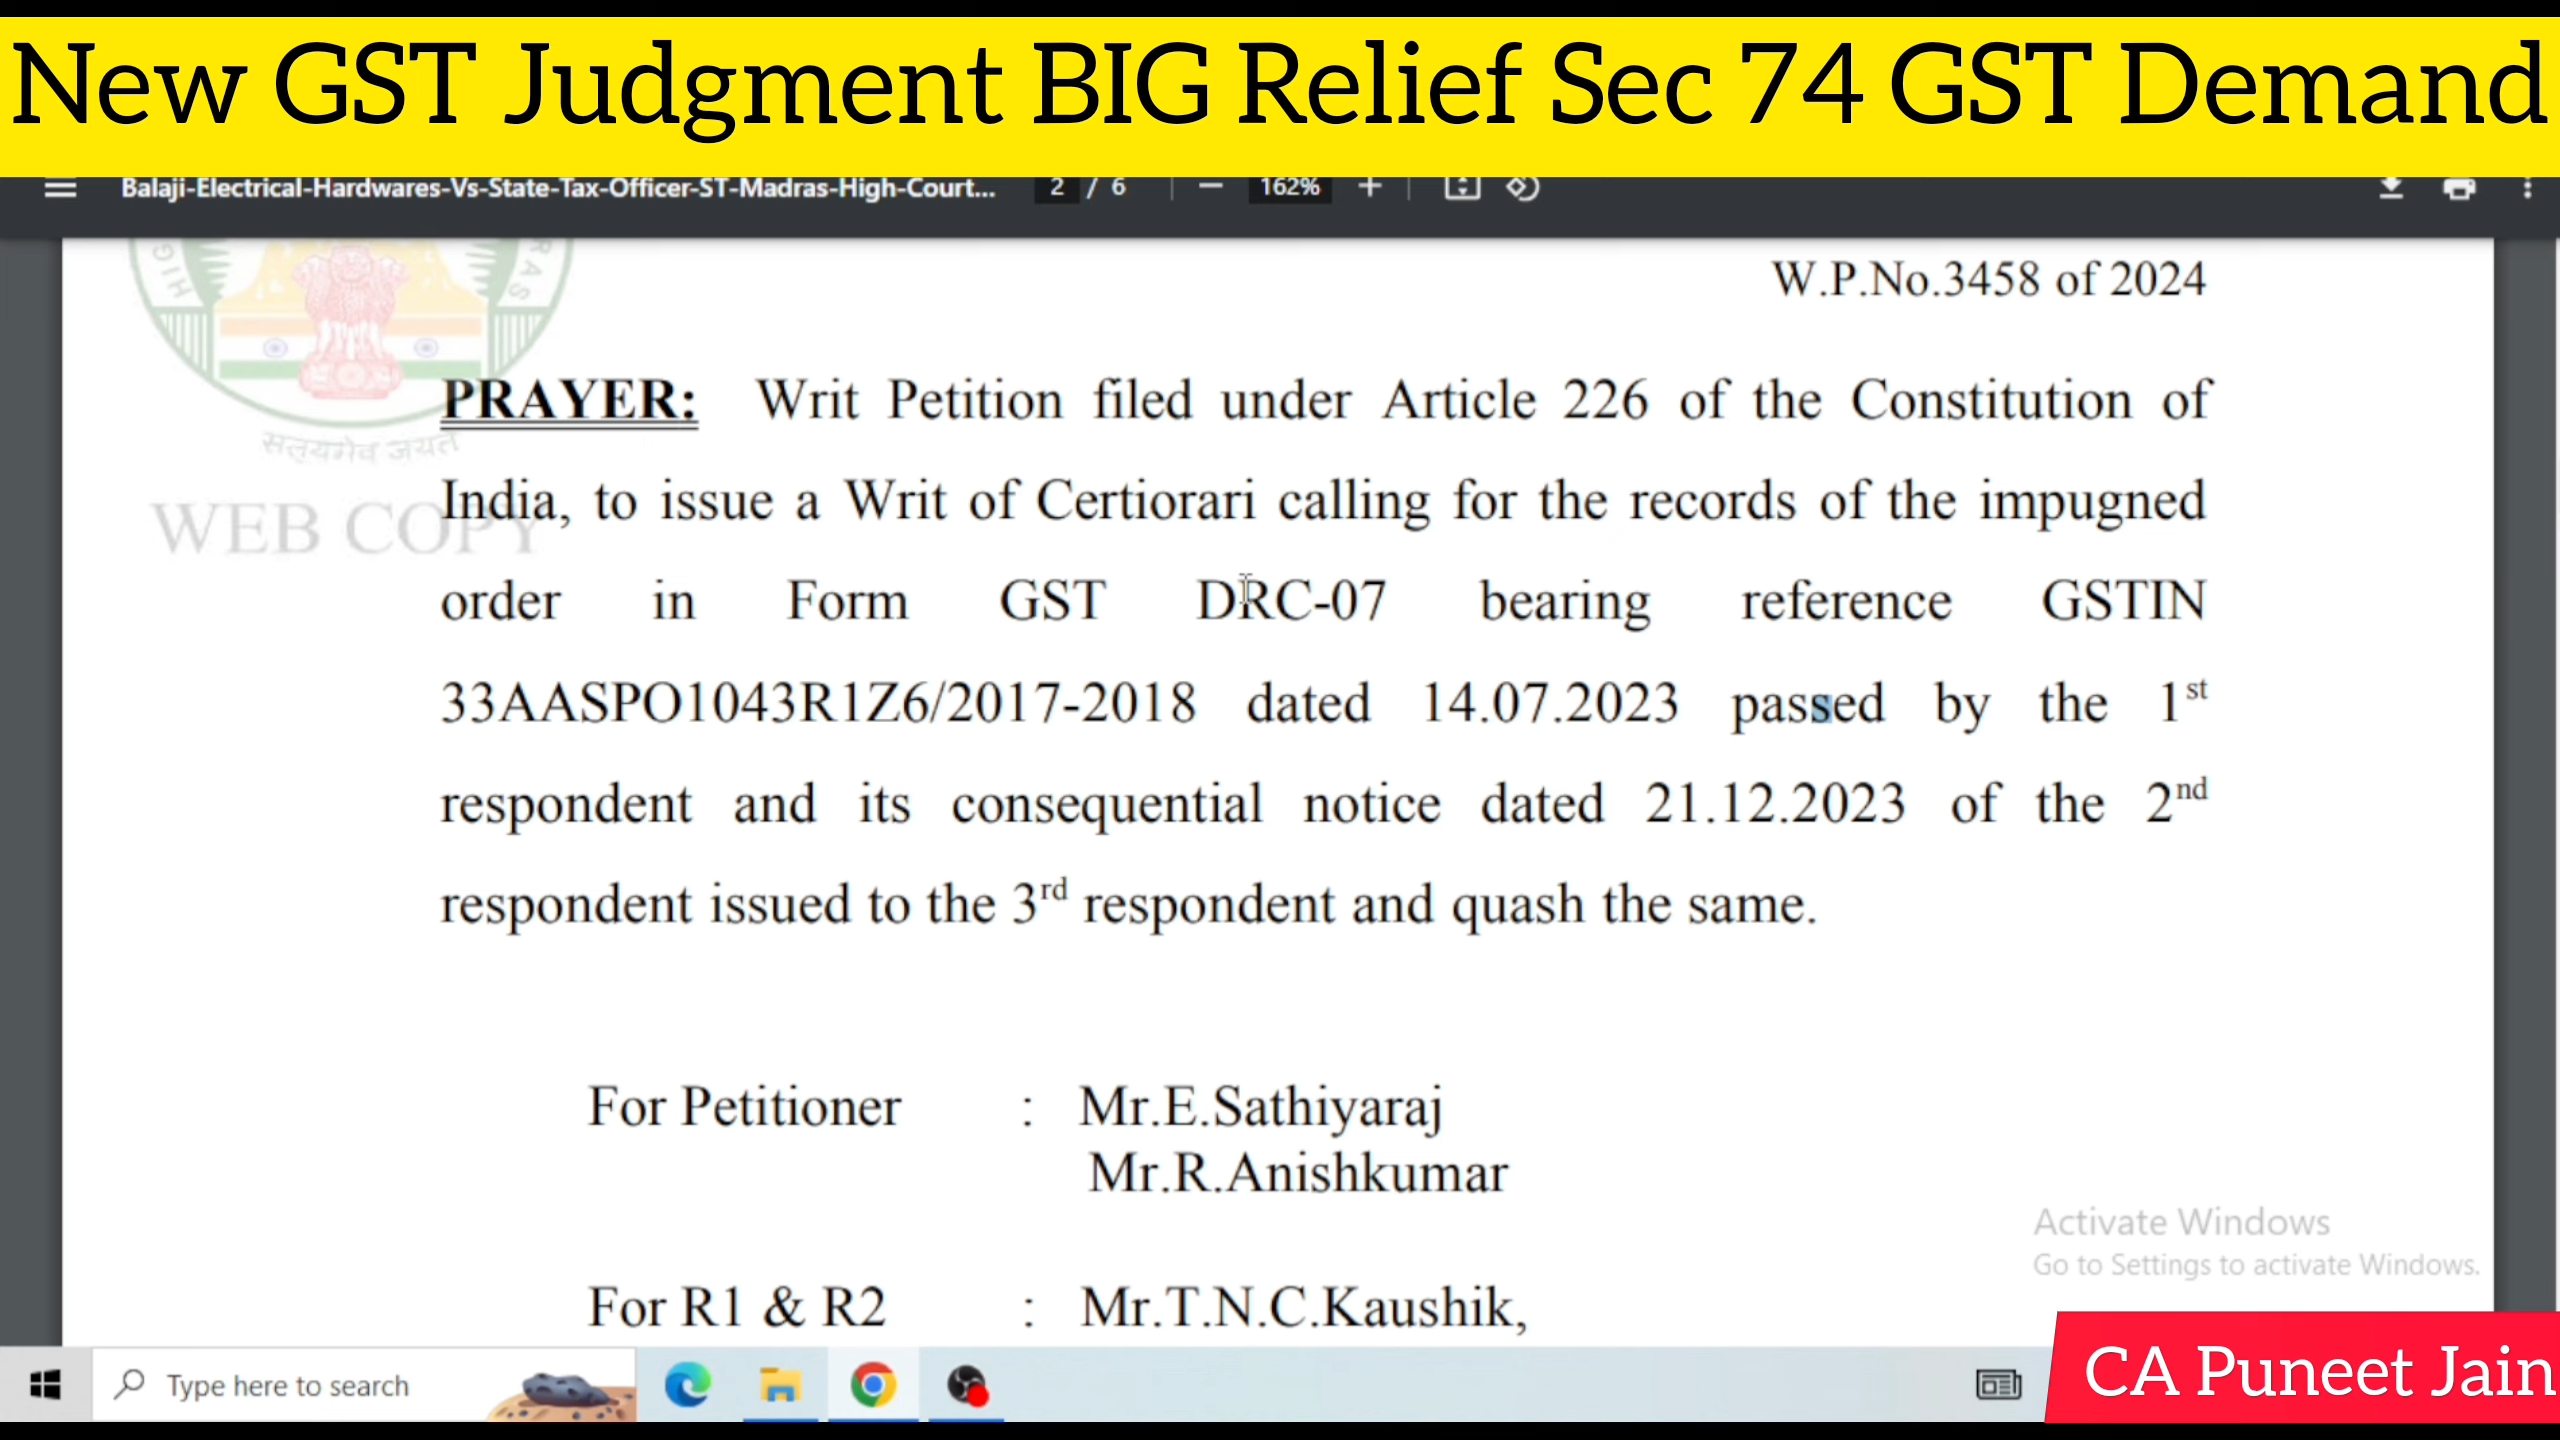 New GST Judgment BIG Relief Sec 74 GST Demand
Balaji-Electrical-Hardwares-Vs-State-Tax-Officer-ST-Madras-High-Court... 2 / 6 162%
W.P.No.3458 of 2024
PRAYER: Writ Petition filed under Article 226 of the Constitution of
सत्यमेव जयते
India, to issue a Writ of Certiorari calling for the records of the impugned
WEB COPY
order in Form GST DRC-07 bearing reference GSTIN
33AASPO1043R1Z6/2017-2018 dated 14.07.2023 passed by the 1st
respondent and its consequential notice dated 21.12.2023 of the 2nd
respondent issued to the 3rd respondent and quash the same.
For Petitioner : Mr.E.Sathiyaraj
Mr.R.Anishkumar
Activate Windows
Go to Settings to activate Windows.
For R1 & R2 : Mr.T.N.C.Kaushik,
Type here to search
CA Puneet Jain